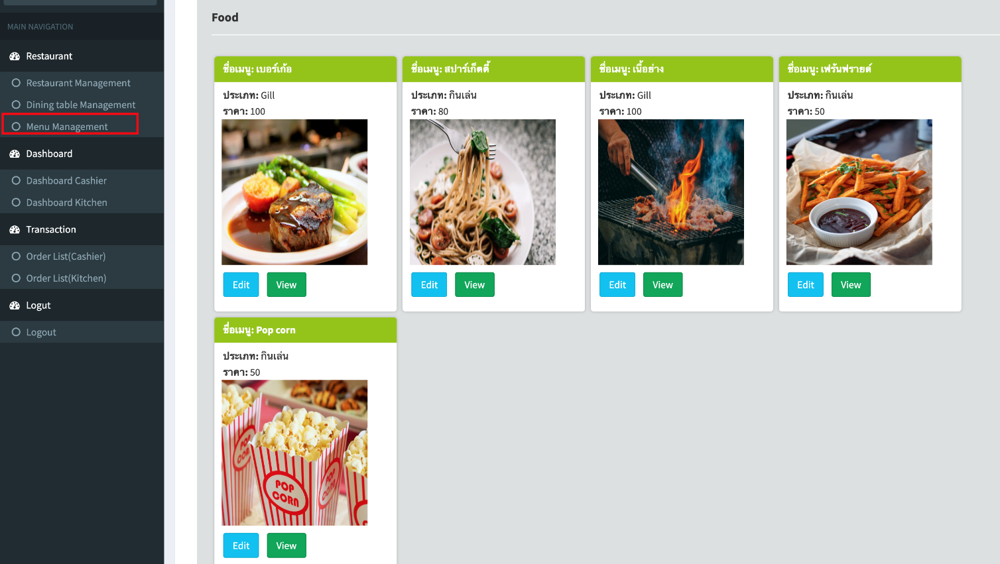 MAIN NAVIGATION
Restaurant
Restaurant Management
Dining table Management
Menu Management
Dashboard
Dashboard Cashier
Dashboard Kitchen
Transaction
Order List(Cashier)
Order List(Kitchen)
Logut
Logout
Food
ชื่อเมนู: เบอร์เก้อ
ประเภท: Gill
ราคา: 100
Edit
View
ชื่อเมนู: สปาร์เก็ตตี้
ประเภท: กินเล่น
ราคา: 80
Edit
View
ชื่อเมนู: เนื้อย่าง
ประเภท: Gill
ราคา: 100
Edit
View
ชื่อเมนู: เฟรันฟรายด์
ประเภท: กินเล่น
ราคา: 50
Edit
View
ชื่อเมนู: Pop corn
ประเภท: กินเล่น
ราคา: 50
POP
CORN
Edit
View